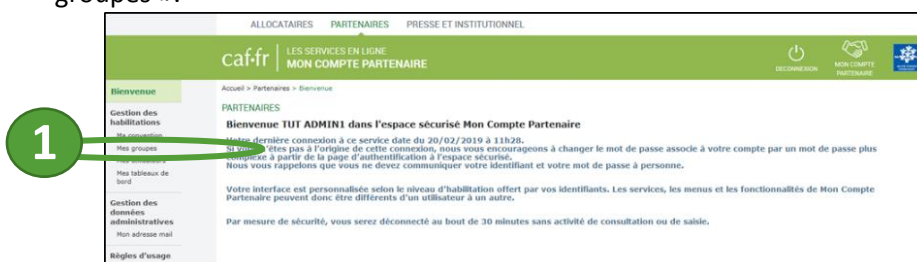 groupes ».
ALLOCATAIRES PARTENAIRES PRESSE ET INSTITUTIONNEL
caf·fr LES SERVICES EN LIGNE
MON COMPTE PARTENAIRE
DECONNEXION
MON COMPTE
PARTENAIRE
Accueil > Partenaires > Bienvenue
Bienvenue
Gestion des
habilitations
Ma convention
Mes groupes
Mes tableaux de
bord
Gestion des
données
administratives
Mon adresse mail
Règles d'usage
1
PARTENAIRES
Bienvenue TUT ADMIN1 dans l'espace sécurisé Mon Compte Partenaire
Votre dernière connexion à ce service date du 20/02/2019 à 11h28.
Si vous n'êtes pas à l'origine de cette connexion, nous vous encourageons à changer le mot de passe associé à votre compte par un mot de passe plus
complexe à partir de la page d'authentification à l'espace sécurisé.
Nous vous rappelons que vous ne devez communiquer votre identifiant et votre mot de passe à personne.
Votre interface est personnalisée selon le niveau d'habilitation offert par vos identifiants. Les services, les menus et les fonctionnalités de Mon Compte
Partenaire peuvent donc être différents d'un utilisateur à un autre.
Par mesure de sécurité, vous serez déconnecté au bout de 30 minutes sans activité de consultation ou de saisie.